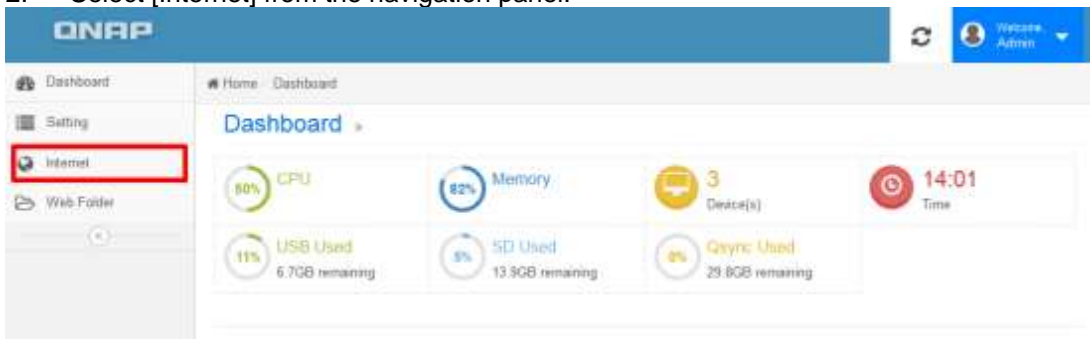 2. Select [Internet] from the navigation panel.
QNAP
Welcome,
Admin
Dashboard
Home Dashboard
Setting
Dashboard »
Internet
Web Folder
60% CPU
82% Memory
3
Device(s)
14:01
Time
11% USB Used
6.7GB remaining
5% SD Used
13.9GB remaining
0% Qsync Used
29.8GB remaining